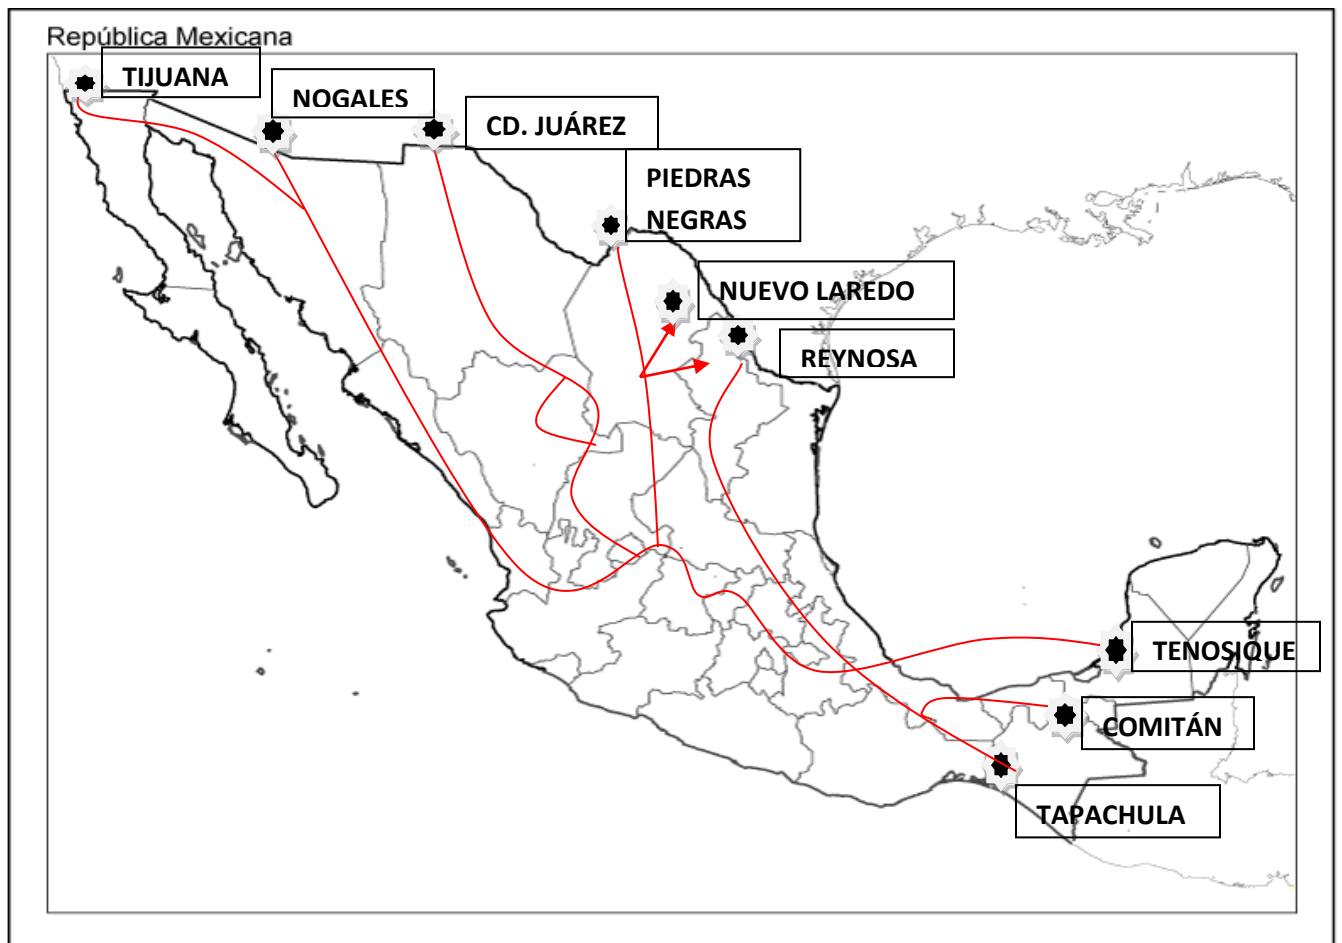 República Mexicana
TIJUANA
NOGALES
CD. JUÁREZ
PIEDRAS
NEGRAS
NUEVO LAREDO
REYNOSA
TENOSIQUE
COMITÁN
TAPACHULA